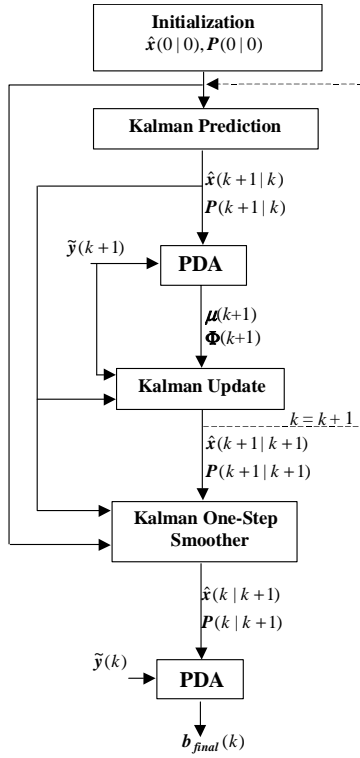 Initialization
x̂(0 | 0), P(0 | 0)
Kalman Prediction
x̂(k+1 | k)
P(k+1 | k)
ỹ(k+1)
PDA
μ(k+1)
Φ(k+1)
Kalman Update
k = k + 1
x̂(k+1 | k+1)
P(k+1 | k+1)
Kalman One-Step
Smoother
x̂(k | k+1)
P(k | k+1)
ỹ(k)
PDA
b_final(k)